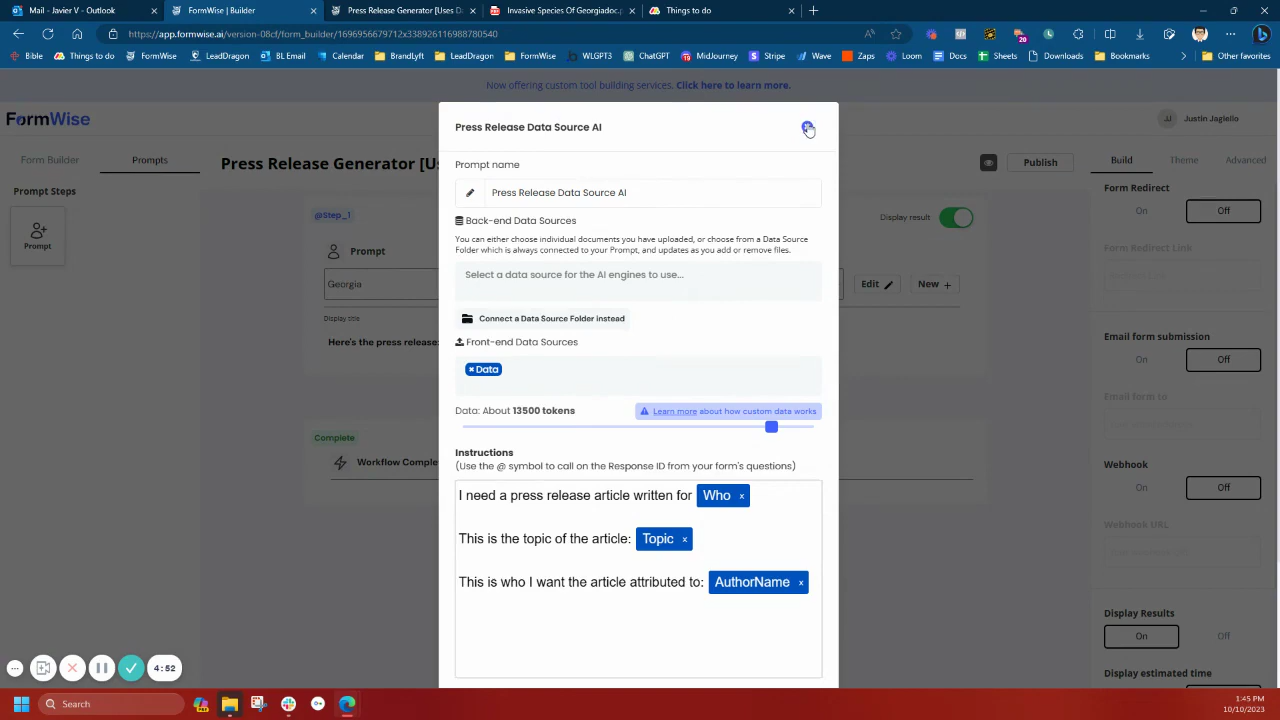 Mail - Javier V - Outlook
FormWise | Builder
Press Release Generator [Uses Da
Invasive Species Of Georgiadoc.p
Things to do
https://app.formwise.ai/version-08cf/form_builder/1696956679712x338926116988780540
20
Bible
Things to do
FormWise
LeadDragon
BL Email
Calendar
BrandLyft
LeadDragon
FormWise
WLGPT3
ChatGPT
MidJourney
Stripe
Wave
Zaps
Loom
Docs
Sheets
Downloads
Bookmarks
Other favorites
Now offering custom tool building services. Click here to learn more.
FormWise
JJ
Justin Jagiello
Form Builder
Prompts
Press Release Generator [Us
Publish
Build
Theme
Advanced
Prompt Steps
Prompt
@Step_1
Display result
Prompt
Georgia
Edit
New
Display title
Here's the press release:
Complete
Workflow Comple
Press Release Data Source AI
Prompt name
Press Release Data Source AI
Back-end Data Sources
You can either choose individual documents you have uploaded, or choose from a Data Source
Folder which is always connected to your Prompt, and updates as you add or remove files.
Select a data source for the AI engines to use...
Connect a Data Source Folder instead
Front-end Data Sources
× Data
Data: About 13500 tokens
Learn more about how custom data works
Instructions
(Use the @ symbol to call on the Response ID from your form's questions)
I need a press release article written for Who x
This is the topic of the article: Topic x
This is who I want the article attributed to: AuthorName x
Form Redirect
On
Off
Form Redirect Link
Email form submission
On
Off
Email form to
Webhook
On
Off
Webhook URL
Display Results
On
Off
Display estimated time
4:52
Search
1:45 PM
10/10/2023